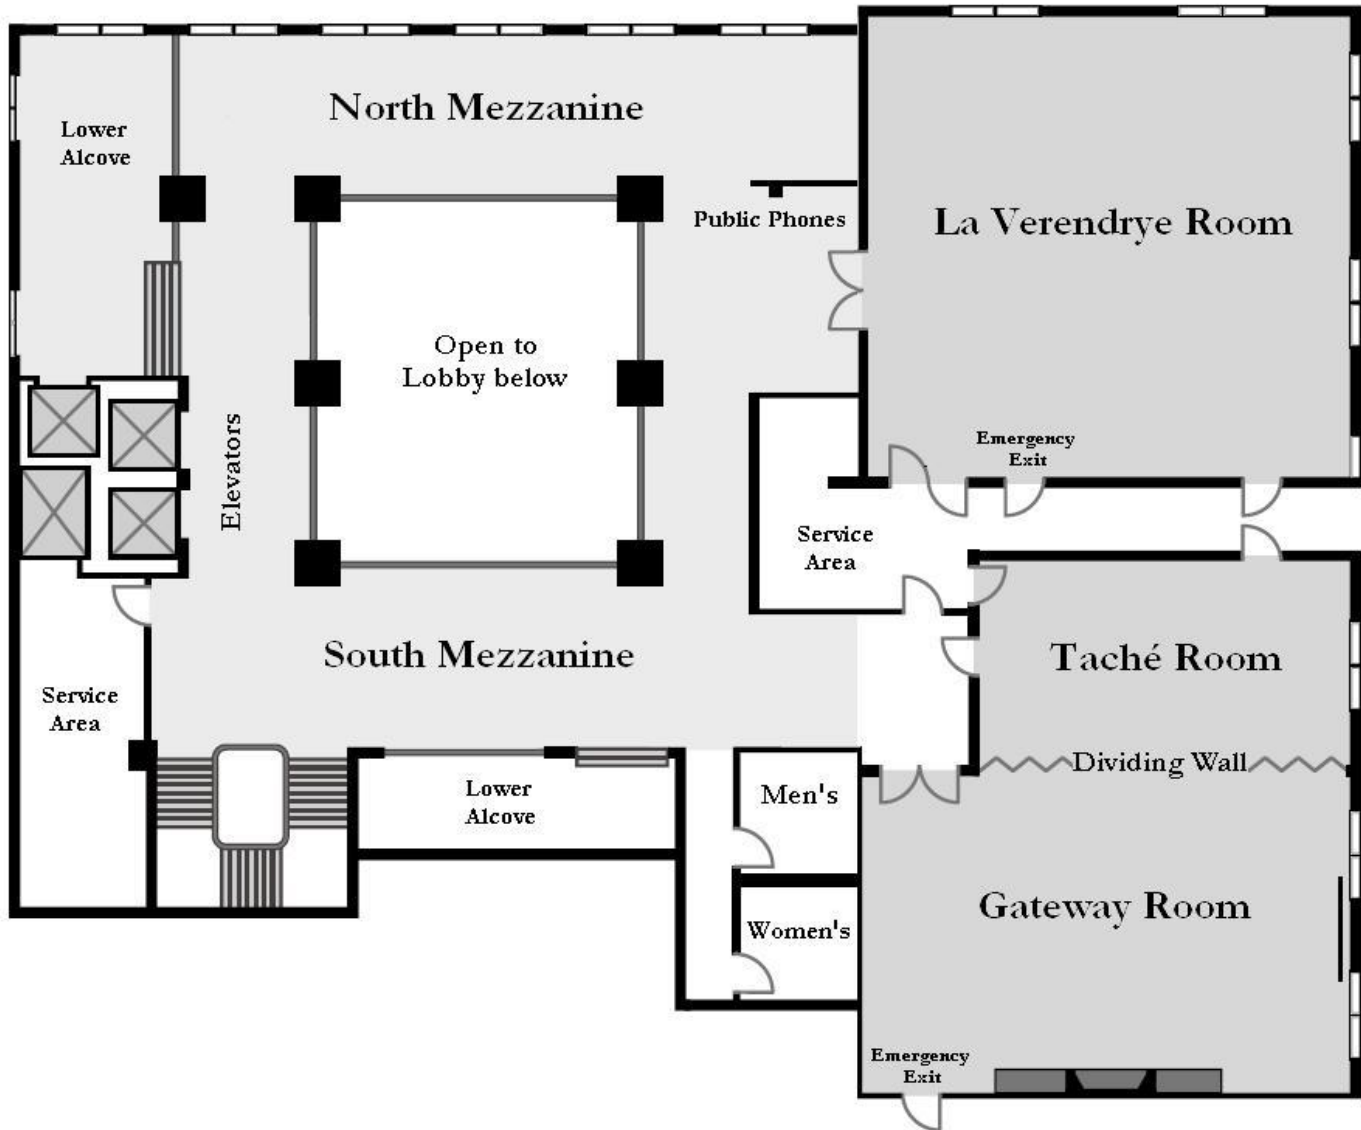 North Mezzanine
Lower
Alcove
Public Phones
La Verendrye Room
Open to
Lobby below
Elevators
Emergency
Exit
Service
Area
South Mezzanine
Taché Room
Service
Area
Dividing Wall
Lower
Alcove
Men's
Gateway Room
Women's
Emergency
Exit